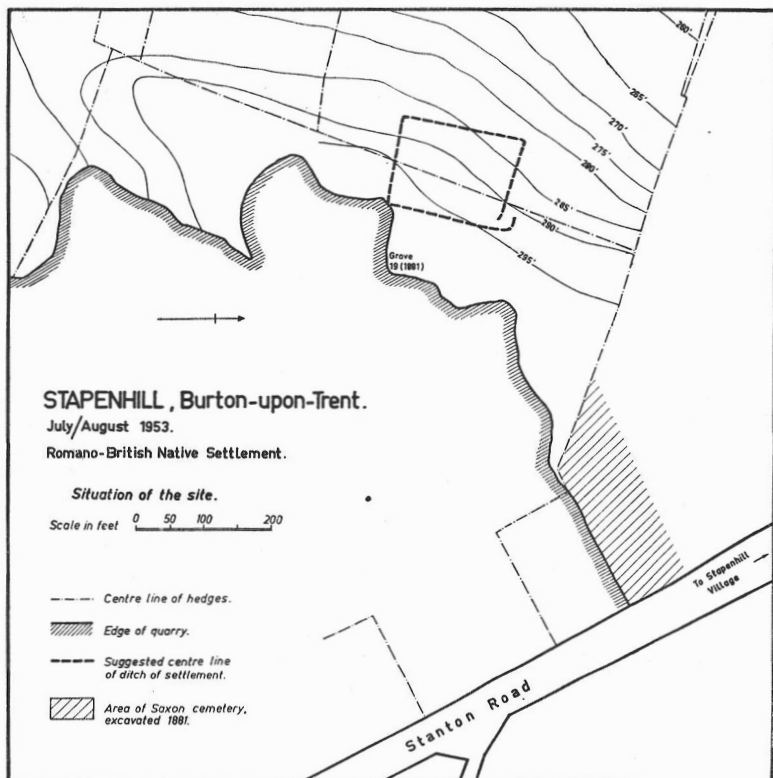 260'
265'
270'
275'
280'
285'
290'
295'
Grave
19 (1881)
STAPENHILL, Burton-upon-Trent.
July/August 1953.
Romano-British Native Settlement.
Situation of the site.
Scale in feet 0 50 100 200
Centre line of hedges.
Edge of quarry.
Suggested centre line
of ditch of settlement.
Area of Saxon cemetery,
excavated 1881.
To Stapenhill
Village
Stanton Road